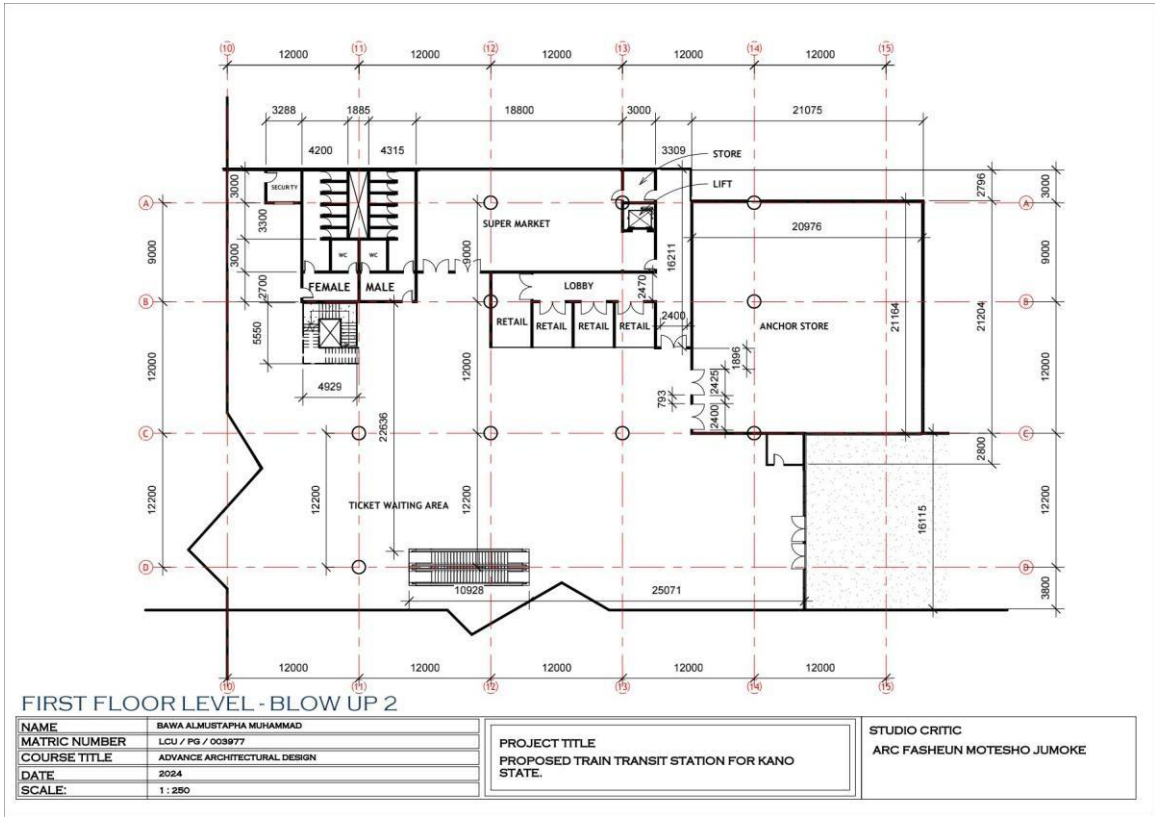 (10) (11) (12) (13) (14) (15)
12000 12000 12000 12000 12000
3288 1885 18800 3000 21075
4200 4315 3309
STORE
LIFT
SECURITY
3000 3300 3000 2700
A
9000
B
12000
C
12200
D
5550
4929
WC WC
FEMALE MALE
SUPER MARKET
9000
9000
LOBBY
2470
16211
RETAIL RETAIL RETAIL RETAIL
2400
1896
2425
793
2400
20976
ANCHOR STORE
21164
21204
2796
3000
A
9000
B
12000
C
2800
12200
D
3800
12000
12000
22636
12200
12200
TICKET WAITING AREA
16115
10928 25071
12000 12000 12000 12000 12000
(10) (11) (12) (13) (14) (15)
FIRST FLOOR LEVEL - BLOW UP 2
NAME BAWA ALMUSTAPHA MUHAMMAD
MATRIC NUMBER LCU / PG / 003977
COURSE TITLE ADVANCE ARCHITECTURAL DESIGN
DATE 2024
SCALE: 1 : 250
PROJECT TITLE
PROPOSED TRAIN TRANSIT STATION FOR KANO
STATE.
STUDIO CRITIC
ARC FASHEUN MOTESHO JUMOKE